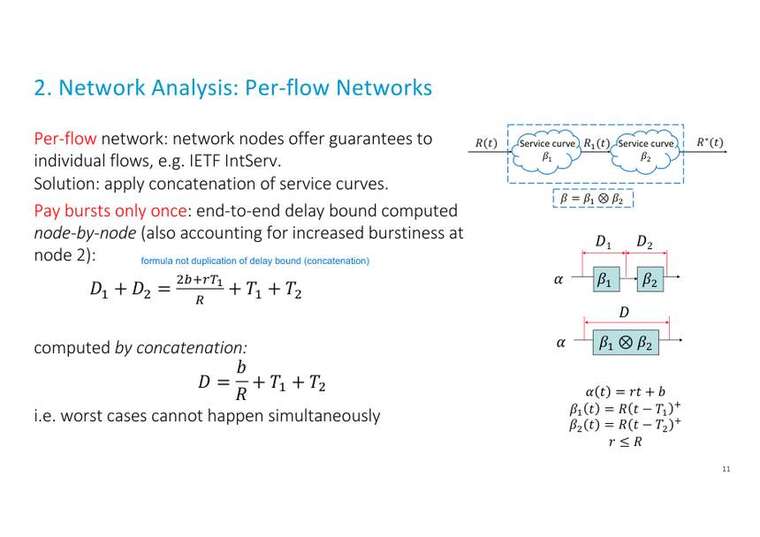 2. Network Analysis: Per-flow Networks
Per-flow network: network nodes offer guarantees to
individual flows, e.g. IETF IntServ.
Solution: apply concatenation of service curves.
Pay bursts only once: end-to-end delay bound computed
node-by-node (also accounting for increased burstiness at
node 2):
formula not duplication of delay bound (concatenation)
D₁ + D₂ = (2b+rT₁)/R + T₁ + T₂
computed by concatenation:
D = b/R + T₁ + T₂
i.e. worst cases cannot happen simultaneously
R(t) Service curve R₁(t) Service curve R*(t)
β₁ β₂
β = β₁ ⊗ β₂
D₁ D₂
α β₁ β₂
D
α β₁ ⊗ β₂
α(t) = rt + b
β₁(t) = R(t − T₁)⁺
β₂(t) = R(t − T₂)⁺
r ≤ R
11